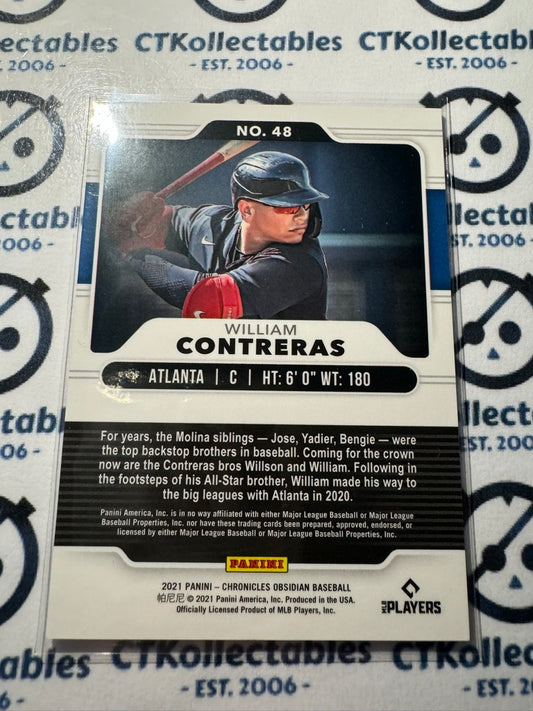 CTKollectables CTKollectables
- EST. 2006 - - EST. 2006 -
NO. 48
WILLIAM
CONTRERAS
ATLANTA | C | HT: 6' 0" WT: 180
For years, the Molina siblings — Jose, Yadier, Bengie — were
the top backstop brothers in baseball. Coming for the crown
now are the Contreras bros Willson and William. Following in
the footsteps of his All-Star brother, William made his way to
the big leagues with Atlanta in 2020.
Panini America, Inc. is in no way affiliated with either Major League Baseball or Major League
Baseball Properties, Inc. nor have these trading cards been prepared, approved, endorsed, or
licensed by either Major League Baseball or Major League Baseball Properties, Inc.
PANINI
2021 PANINI – CHRONICLES OBSIDIAN BASEBALL
帕尼尼 © 2021 Panini America, Inc. Produced in the USA.
Officially Licensed Product of MLB Players, Inc.
MLB PLAYERS
ctables
2006 -
llecta
ST. 2006 -
ectables CTKollectables CTKollec
- EST. 2006 - - EST.